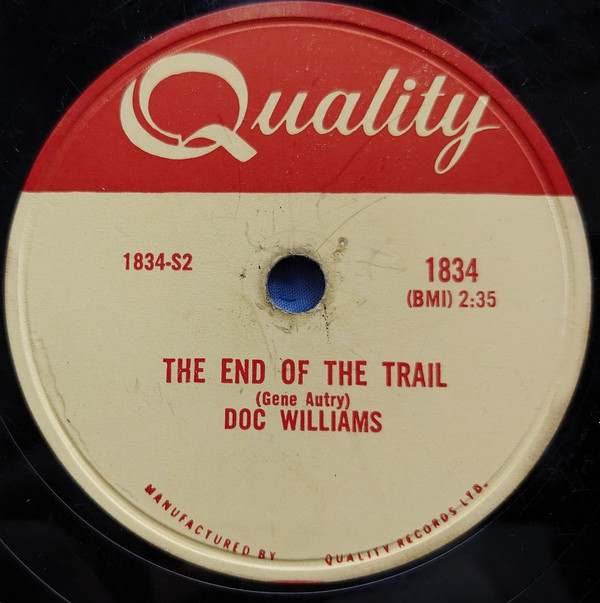 Quality
1834-S2
1834
(BMI) 2:35
THE END OF THE TRAIL
(Gene Autry)
DOC WILLIAMS
MANUFACTURED BY QUALITY RECORDS LTD.